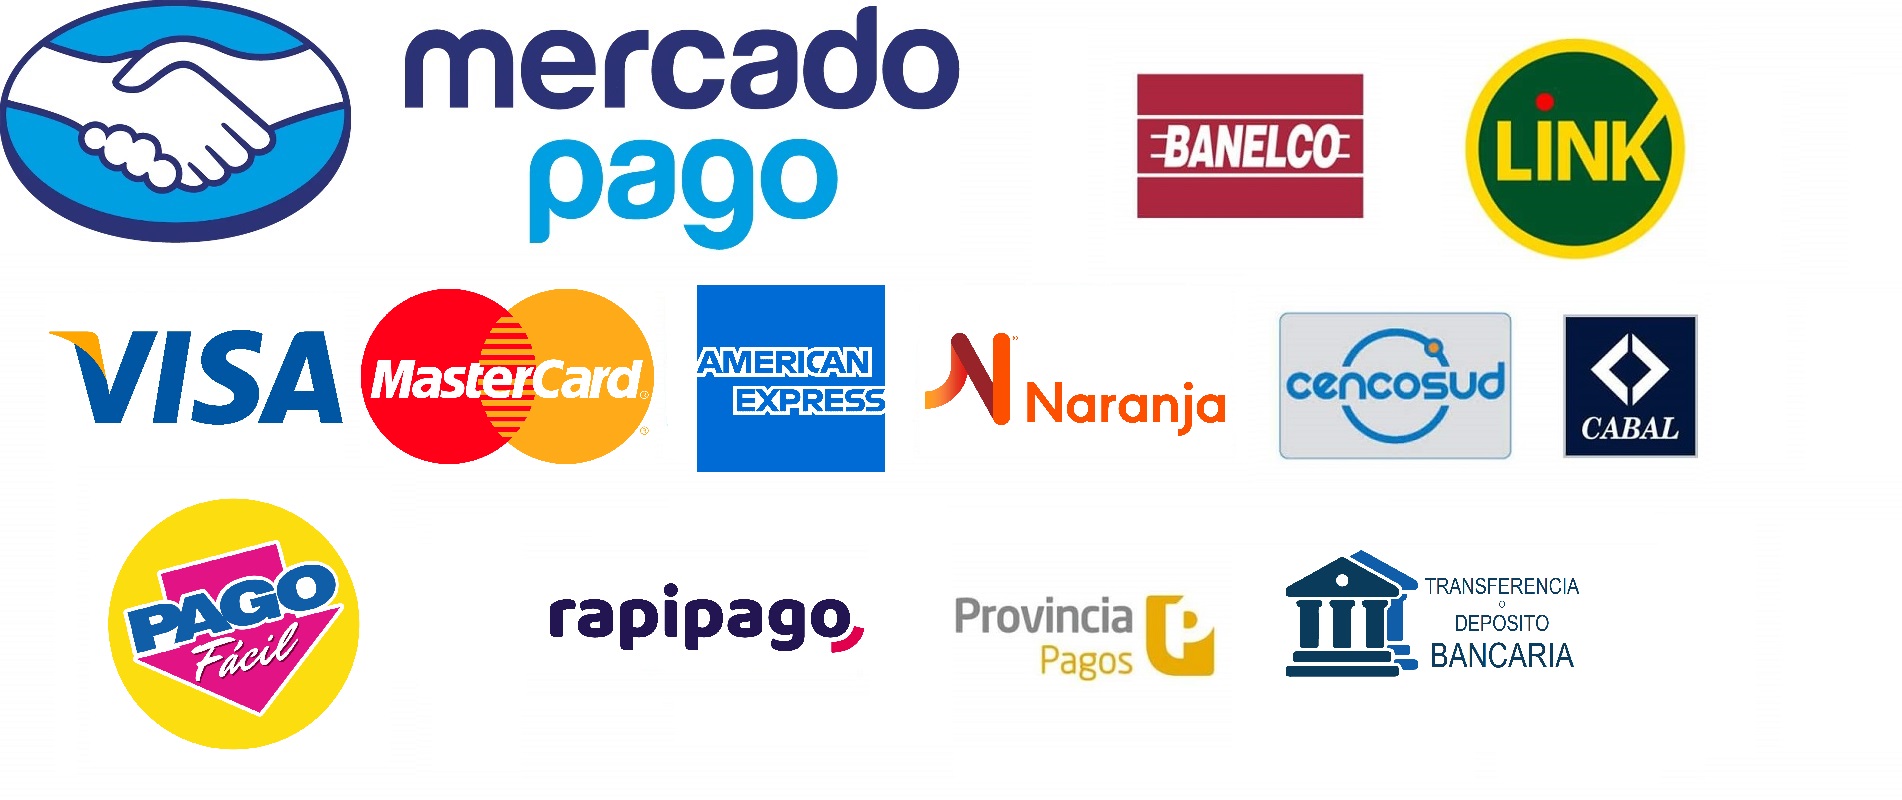 mercado
pago
BANELCO
LiNK
VISA
MasterCard
AMERICAN
EXPRESS
Naranja
cencosud
CABAL
PAGO
Fácil
rapipago
Provincia
Pagos
TRANSFERENCIA
o
DEPOSITO
BANCARIA